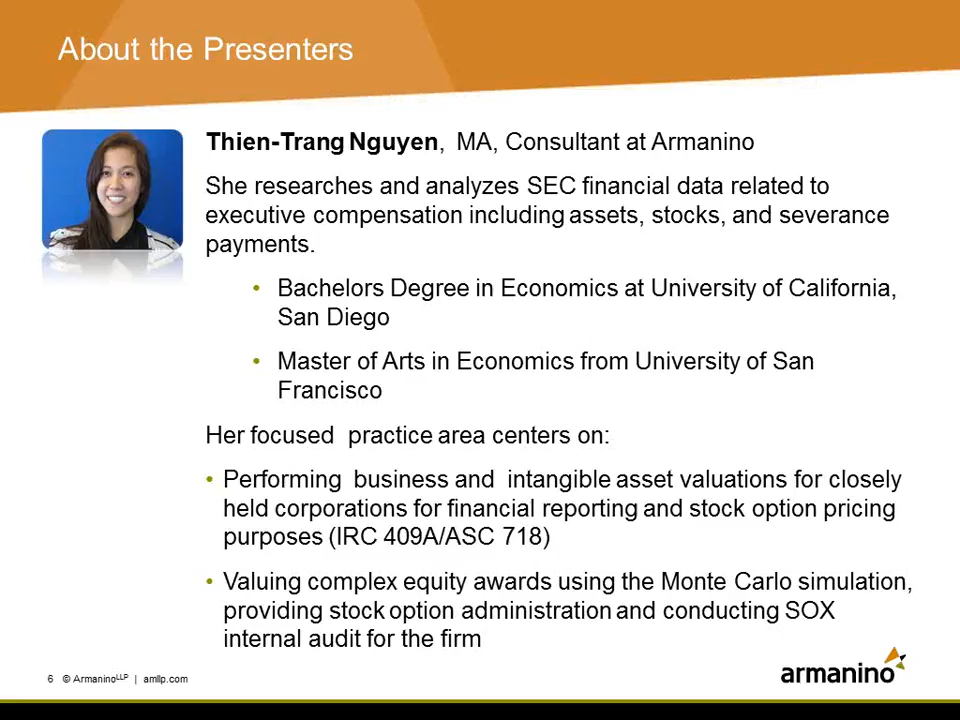 About the Presenters
Thien-Trang Nguyen, MA, Consultant at Armanino
She researches and analyzes SEC financial data related to
executive compensation including assets, stocks, and severance
payments.
• Bachelors Degree in Economics at University of California,
San Diego
• Master of Arts in Economics from University of San
Francisco
Her focused practice area centers on:
• Performing business and intangible asset valuations for closely
held corporations for financial reporting and stock option pricing
purposes (IRC 409A/ASC 718)
• Valuing complex equity awards using the Monte Carlo simulation,
providing stock option administration and conducting SOX
internal audit for the firm
6 © ArmaninoLLP | amllp.com
armanino